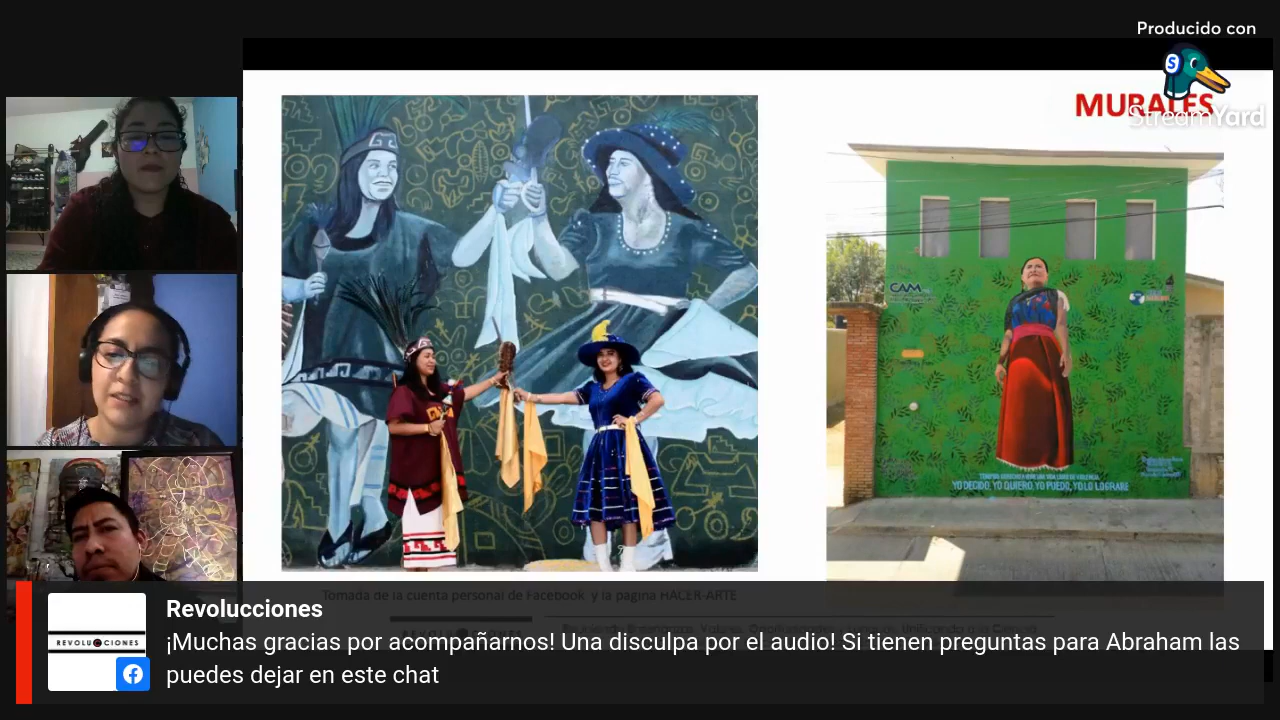 Producido con
StreamYard
MURALES
CAM
YO DECIDO, YO QUIERO, YO PUEDO, YO LO LOGRARÉ
Tomada de la cuenta personal de Facebook y la pagina HACER-ARTE
Revolucciones
¡Muchas gracias por acompañarnos! Una disculpa por el audio! Si tienen preguntas para Abraham las
puedes dejar en este chat
REVOLUCCIONES